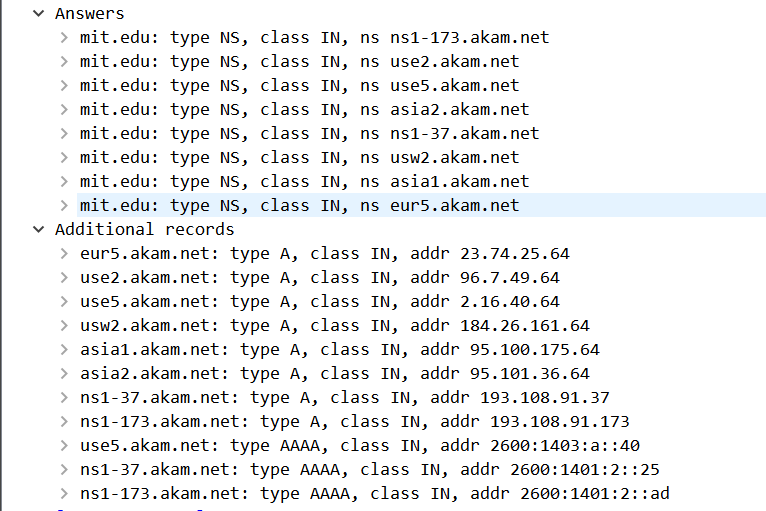 Answers
mit.edu: type NS, class IN, ns ns1-173.akam.net
mit.edu: type NS, class IN, ns use2.akam.net
mit.edu: type NS, class IN, ns use5.akam.net
mit.edu: type NS, class IN, ns asia2.akam.net
mit.edu: type NS, class IN, ns ns1-37.akam.net
mit.edu: type NS, class IN, ns usw2.akam.net
mit.edu: type NS, class IN, ns asia1.akam.net
mit.edu: type NS, class IN, ns eur5.akam.net
Additional records
eur5.akam.net: type A, class IN, addr 23.74.25.64
use2.akam.net: type A, class IN, addr 96.7.49.64
use5.akam.net: type A, class IN, addr 2.16.40.64
usw2.akam.net: type A, class IN, addr 184.26.161.64
asia1.akam.net: type A, class IN, addr 95.100.175.64
asia2.akam.net: type A, class IN, addr 95.101.36.64
ns1-37.akam.net: type A, class IN, addr 193.108.91.37
ns1-173.akam.net: type A, class IN, addr 193.108.91.173
use5.akam.net: type AAAA, class IN, addr 2600:1403:a::40
ns1-37.akam.net: type AAAA, class IN, addr 2600:1401:2::25
ns1-173.akam.net: type AAAA, class IN, addr 2600:1401:2::ad